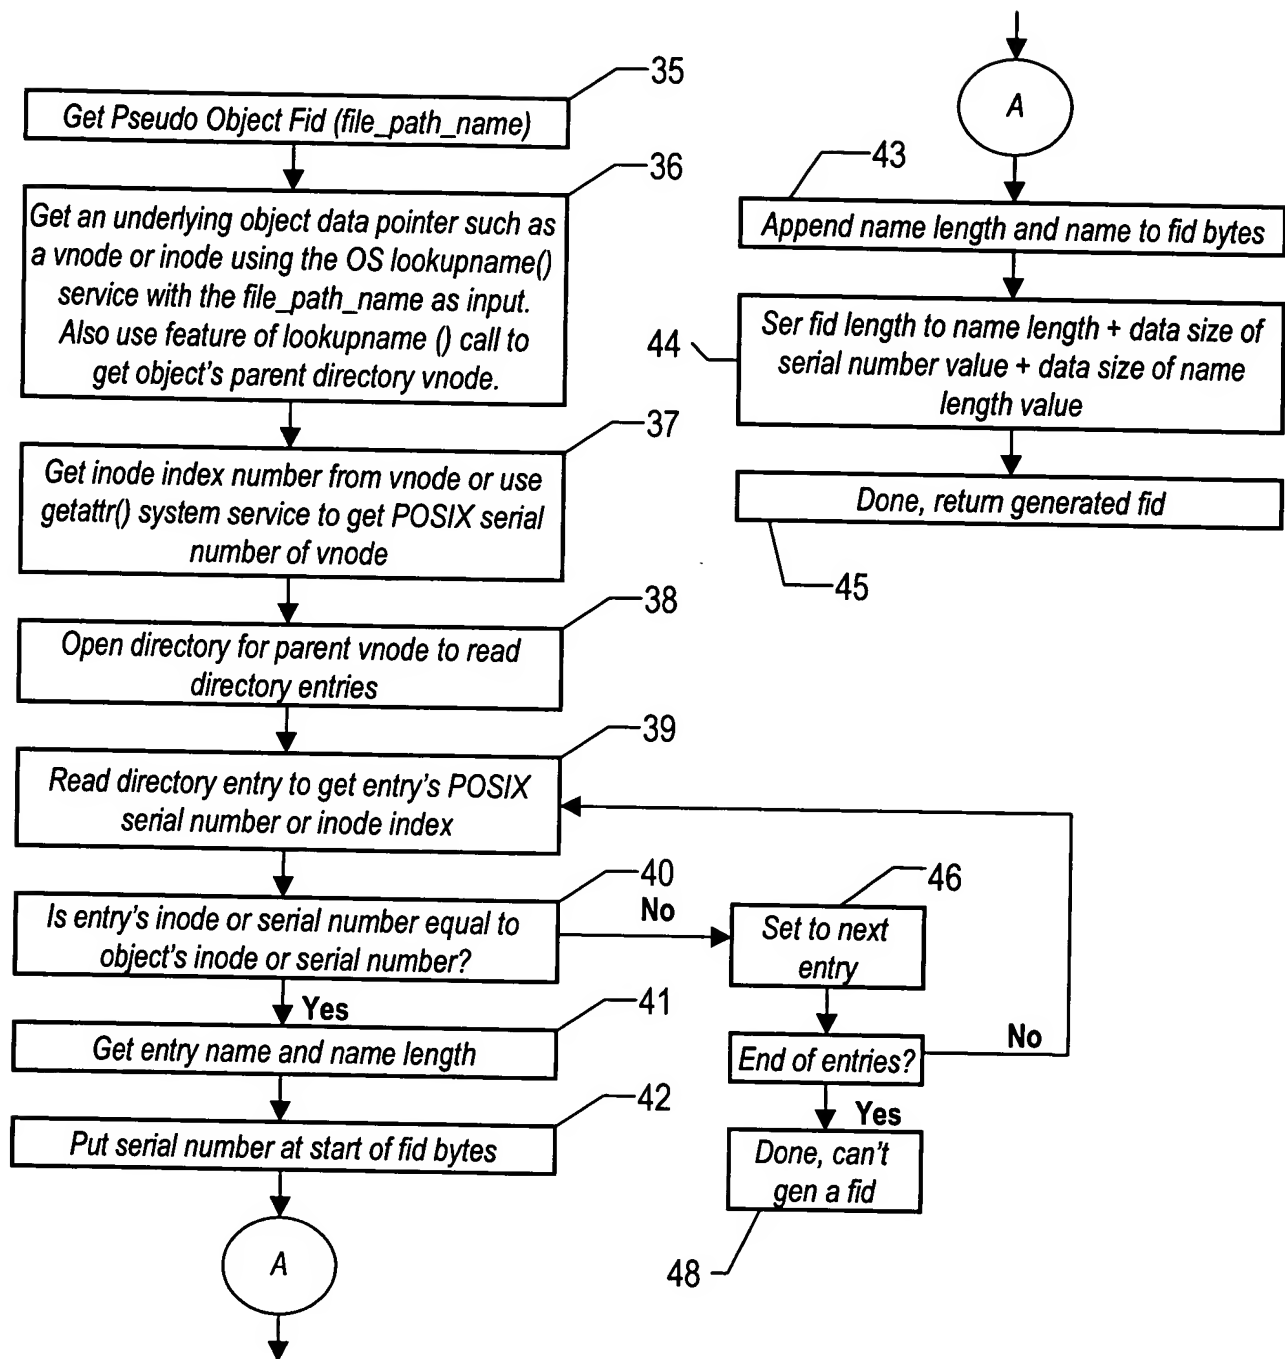 35
Get Pseudo Object Fid (file_path_name)
36
Get an underlying object data pointer such as
a vnode or inode using the OS lookupname()
service with the file_path_name as input.
Also use feature of lookupname () call to
get object's parent directory vnode.
37
Get inode index number from vnode or use
getattr() system service to get POSIX serial
number of vnode
38
Open directory for parent vnode to read
directory entries
39
Read directory entry to get entry's POSIX
serial number or inode index
40
Is entry's inode or serial number equal to
object's inode or serial number?
No
46
Set to next
entry
End of entries?
No
Yes
Done, can't
gen a fid
48
Yes
41
Get entry name and name length
42
Put serial number at start of fid bytes
A
A
43
Append name length and name to fid bytes
44
Ser fid length to name length + data size of
serial number value + data size of name
length value
Done, return generated fid
45